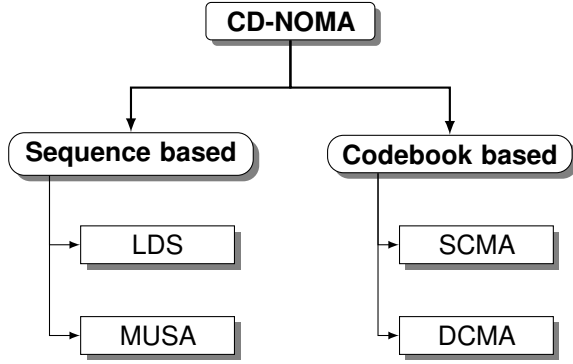 CD-NOMA
Sequence based
Codebook based
LDS
SCMA
MUSA
DCMA